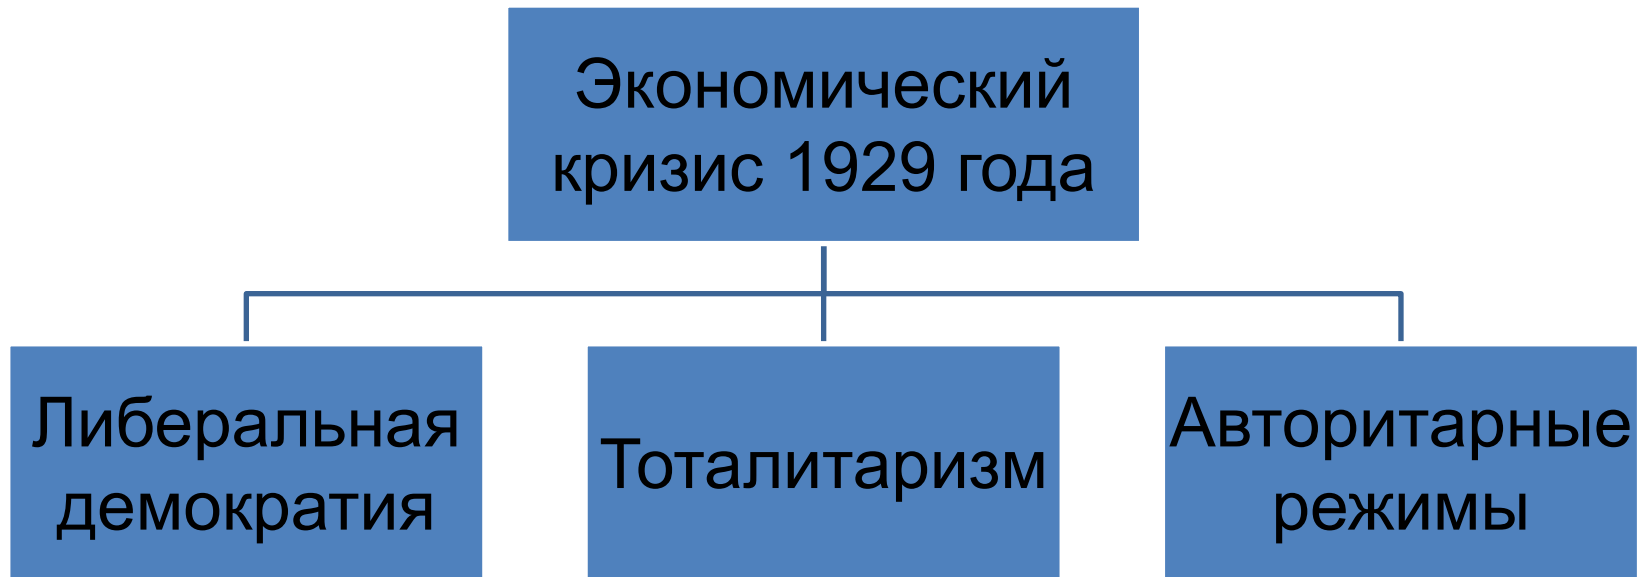 Экономический
кризис 1929 года
Либеральная
демократия
Тоталитаризм
Авторитарные
режимы